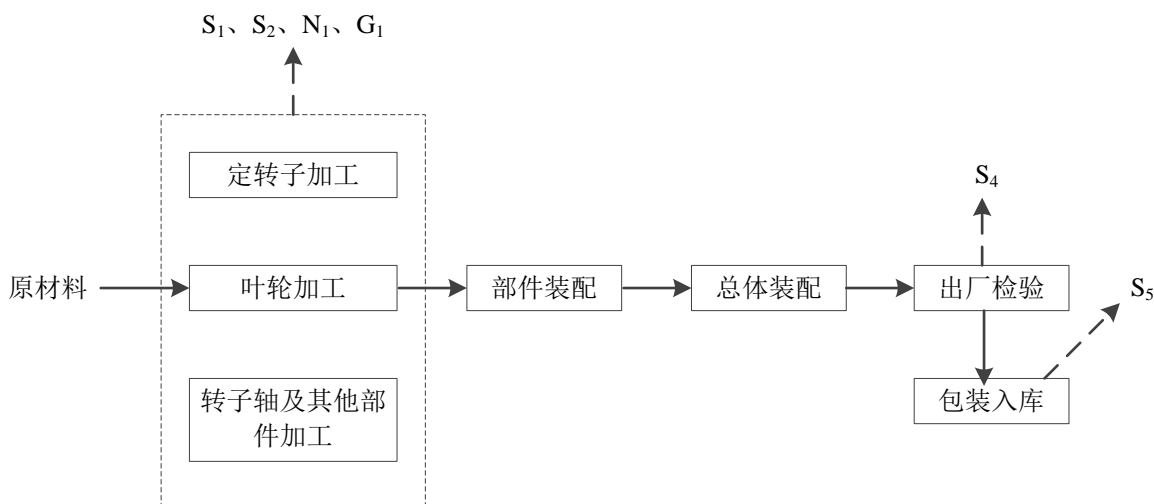 S₁、S₂、N₁、G₁
定转子加工
S₄
原材料
叶轮加工
部件装配
总体装配
出厂检验
S₅
转子轴及其他部
件加工
包装入库